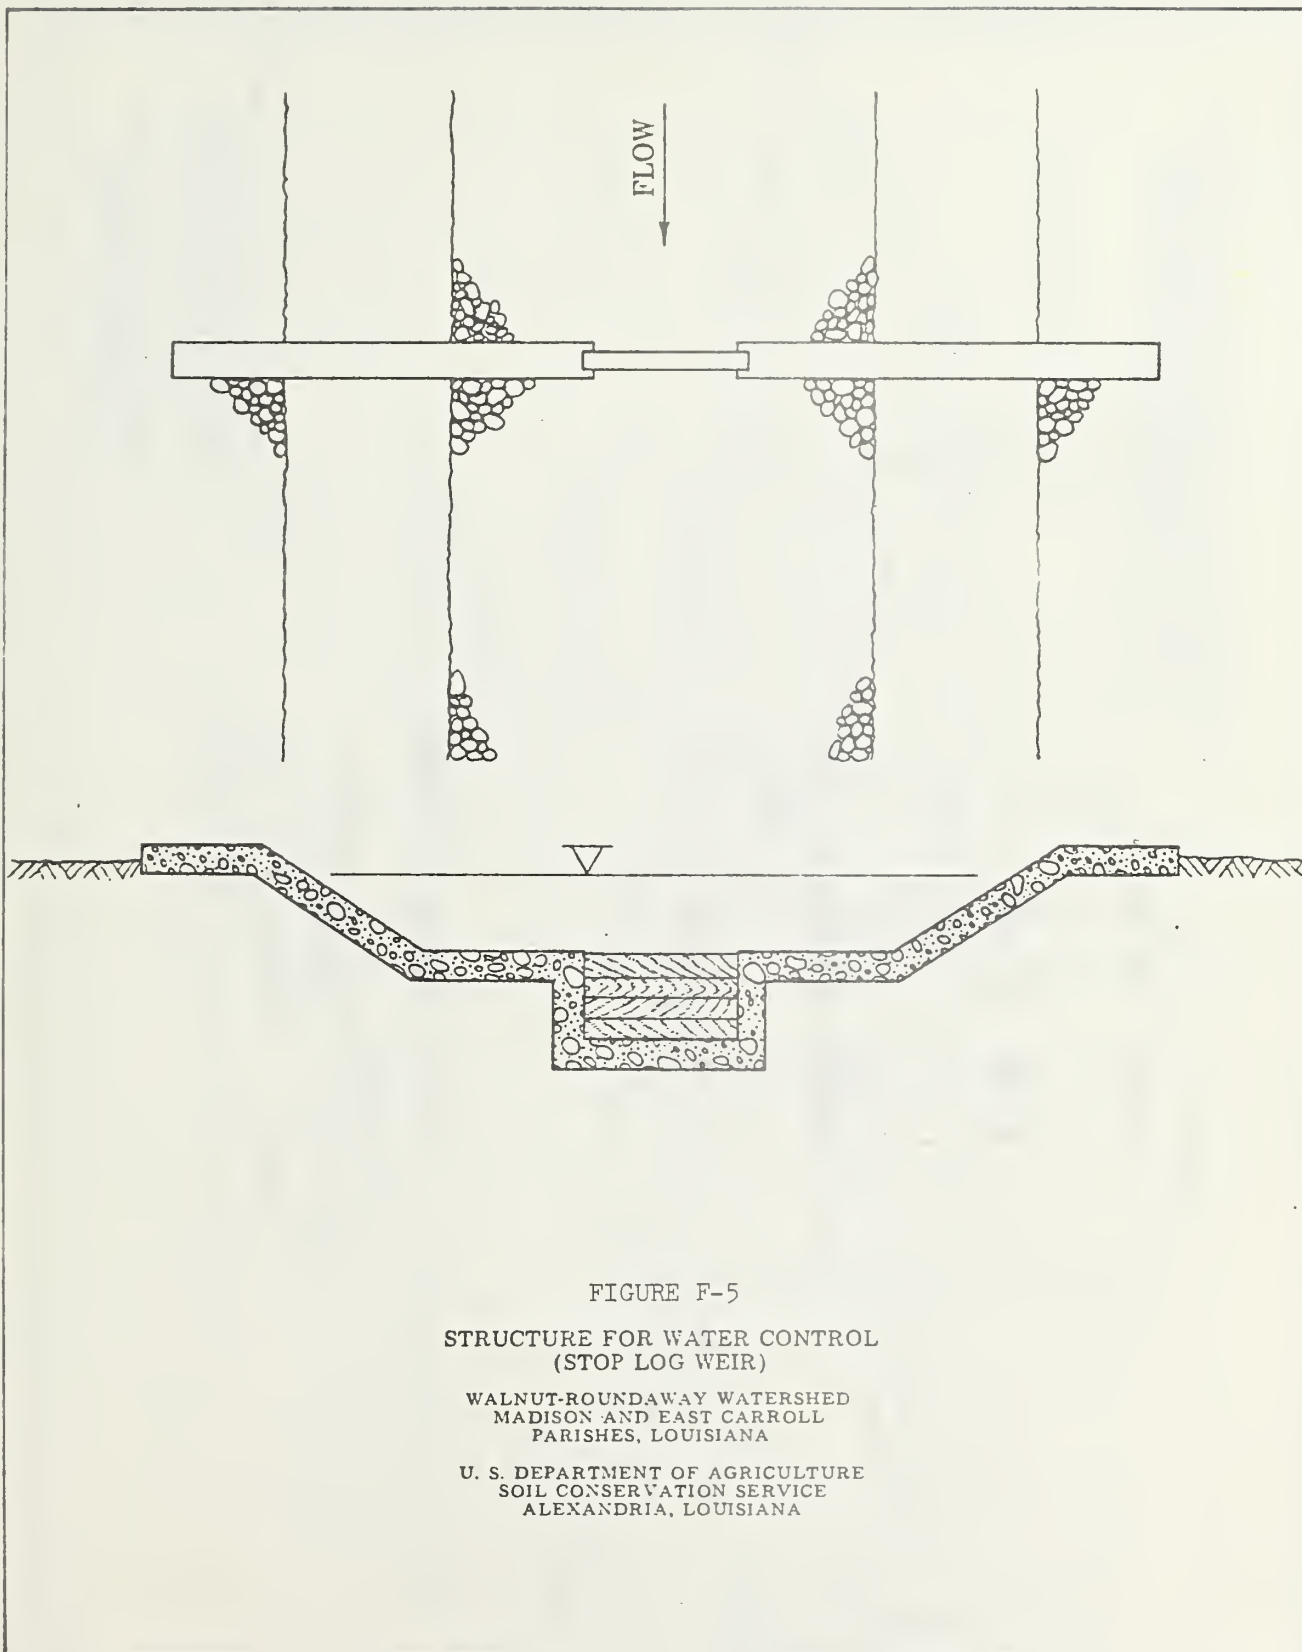 FLOW
FIGURE F-5
STRUCTURE FOR WATER CONTROL
(STOP LOG WEIR)
WALNUT-ROUNDAWAY WATERSHED
MADISON AND EAST CARROLL
PARISHES, LOUISIANA
U. S. DEPARTMENT OF AGRICULTURE
SOIL CONSERVATION SERVICE
ALEXANDRIA, LOUISIANA